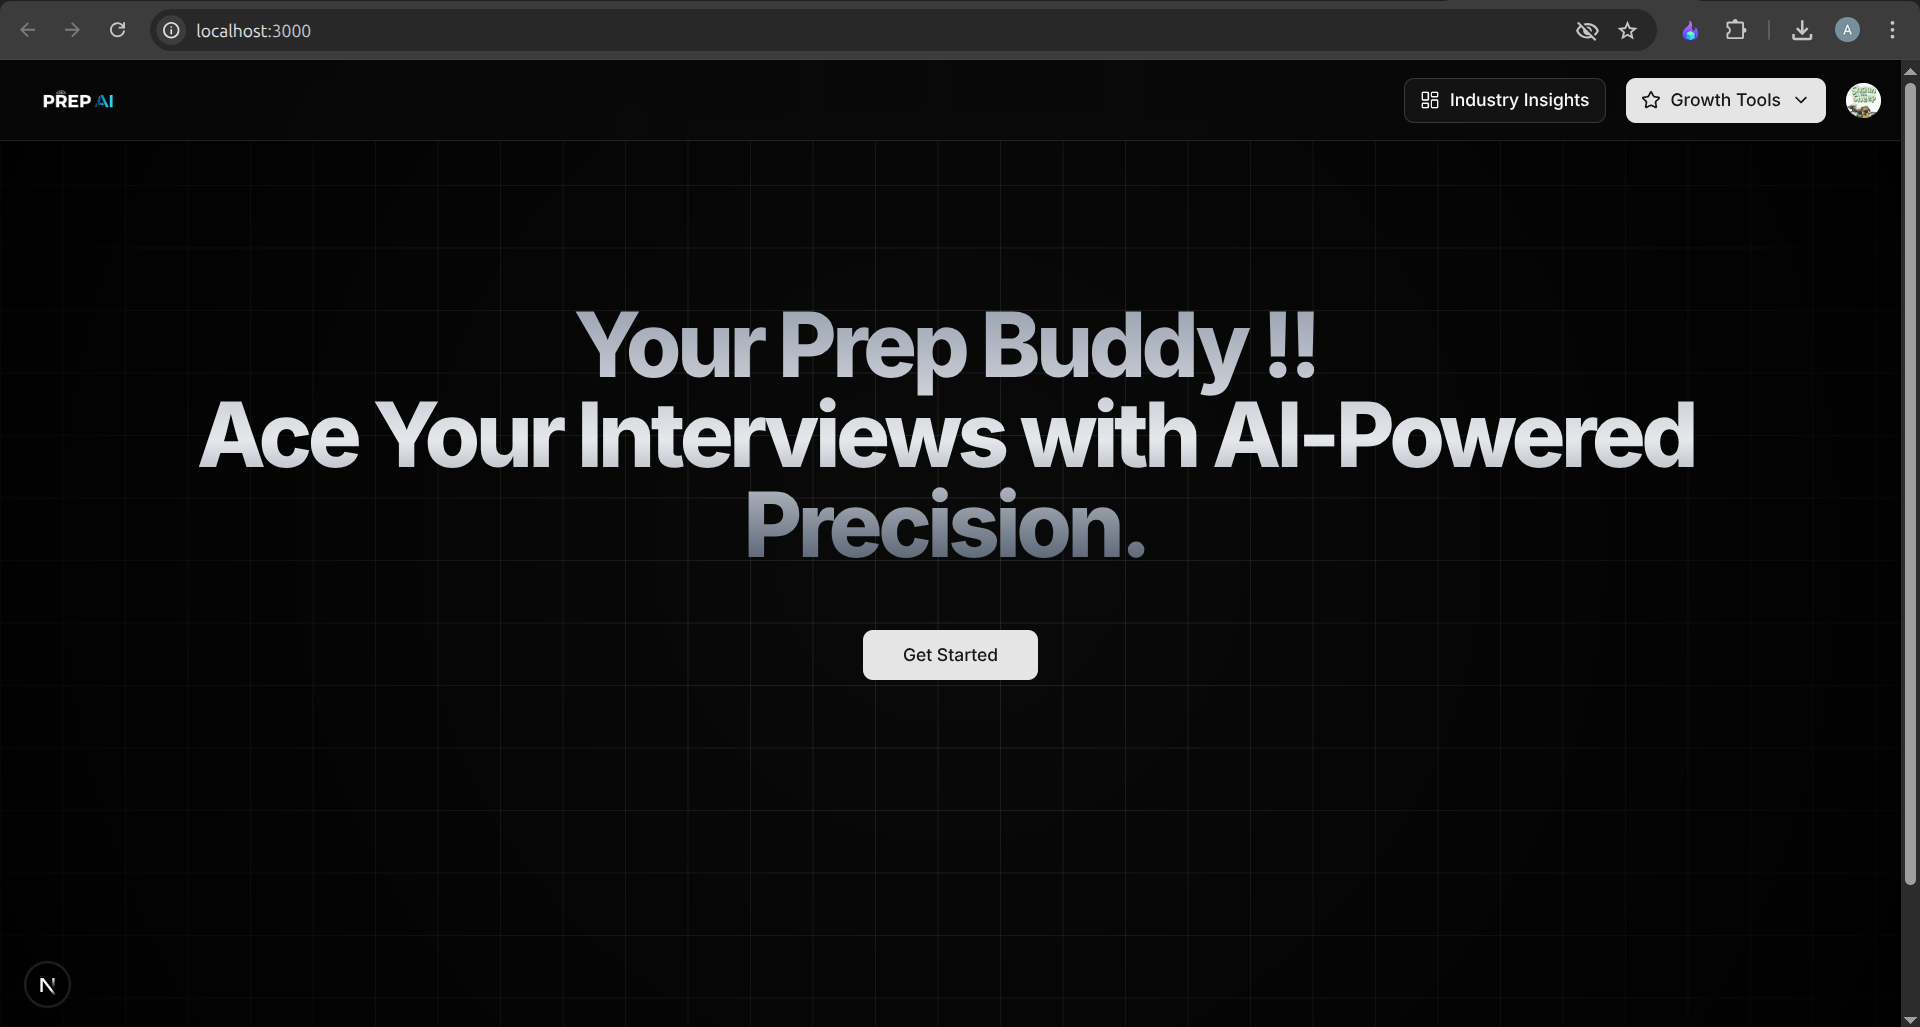 localhost:3000
A
PREP AI
Industry Insights
Growth Tools
Your Prep Buddy !!
Ace Your Interviews with AI-Powered
Precision.
Get Started
N